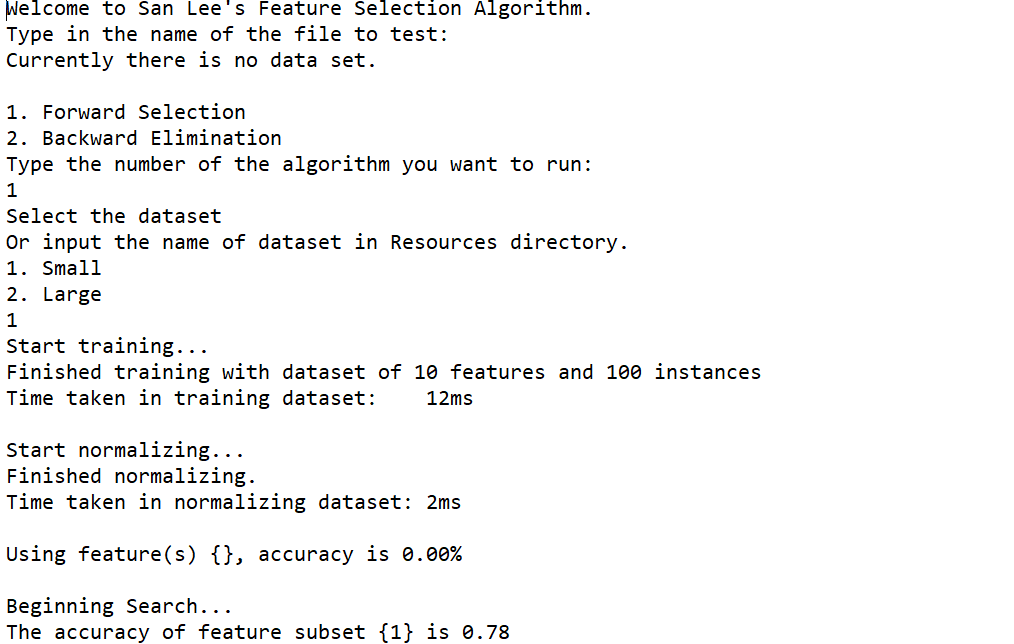 Welcome to San Lee's Feature Selection Algorithm.
Type in the name of the file to test:
Currently there is no data set.
1. Forward Selection
2. Backward Elimination
Type the number of the algorithm you want to run:
1
Select the dataset
Or input the name of dataset in Resources directory.
1. Small
2. Large
1
Start training...
Finished training with dataset of 10 features and 100 instances
Time taken in training dataset:    12ms
Start normalizing...
Finished normalizing.
Time taken in normalizing dataset: 2ms
Using feature(s) {}, accuracy is 0.00%
Beginning Search...
The accuracy of feature subset {1} is 0.78